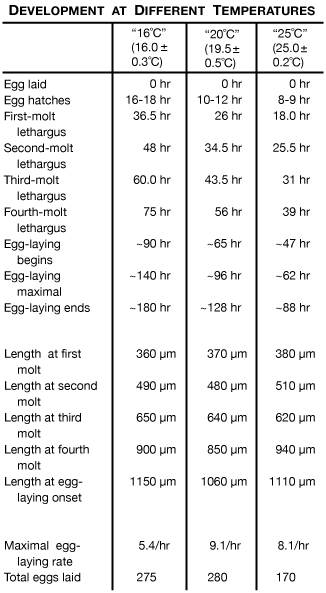 DEVELOPMENT AT DIFFERENT TEMPERATURES
“16°C” “20°C” “25°C”
(16.0± (19.5± (25.0±
0.3°C) 0.5°C) 0.2°C)
Egg laid 0 hr 0 hr 0 hr
Egg hatches 16-18 hr 10-12 hr 8-9 hr
First-molt 36.5 hr 26 hr 18.0 hr
lethargus
Second-molt 48 hr 34.5 hr 25.5 hr
lethargus
Third-molt 60.0 hr 43.5 hr 31 hr
lethargus
Fourth-molt 75 hr 56 hr 39 hr
lethargus
Egg-laying ~90 hr ~65 hr ~47 hr
begins
Egg-laying ~140 hr ~96 hr ~62 hr
maximal
Egg-laying ends ~180 hr ~128 hr ~88 hr
Length at first 360 µm 370 µm 380 µm
molt
Length at second 490 µm 480 µm 510 µm
molt
Length at third 650 µm 640 µm 620 µm
molt
Length at fourth 900 µm 850 µm 940 µm
molt
Length at egg- 1150 µm 1060 µm 1110 µm
laying onset
Maximal egg- 5.4/hr 9.1/hr 8.1/hr
laying rate
Total eggs laid 275 280 170